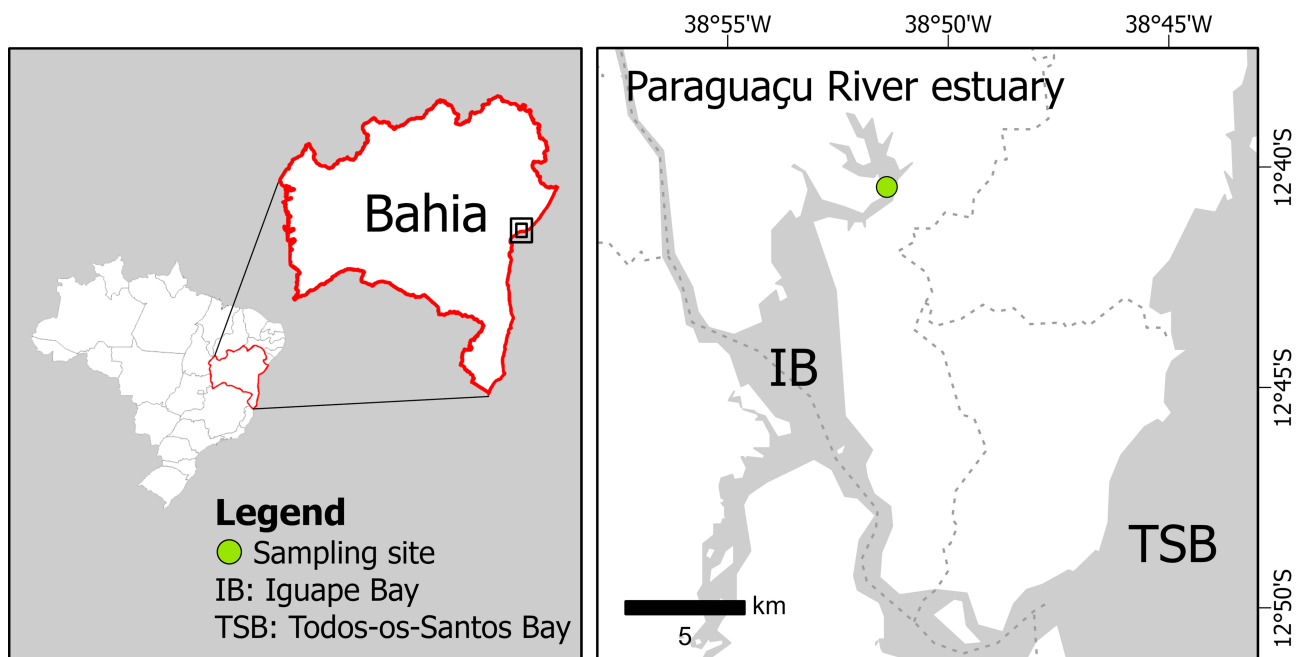 Bahia
Legend
Sampling site
IB: Iguape Bay
TSB: Todos-os-Santos Bay
38°55'W
38°50'W
38°45'W
Paraguaçu River estuary
12°40'S
IB
12°45'S
TSB
km
5
12°50'S